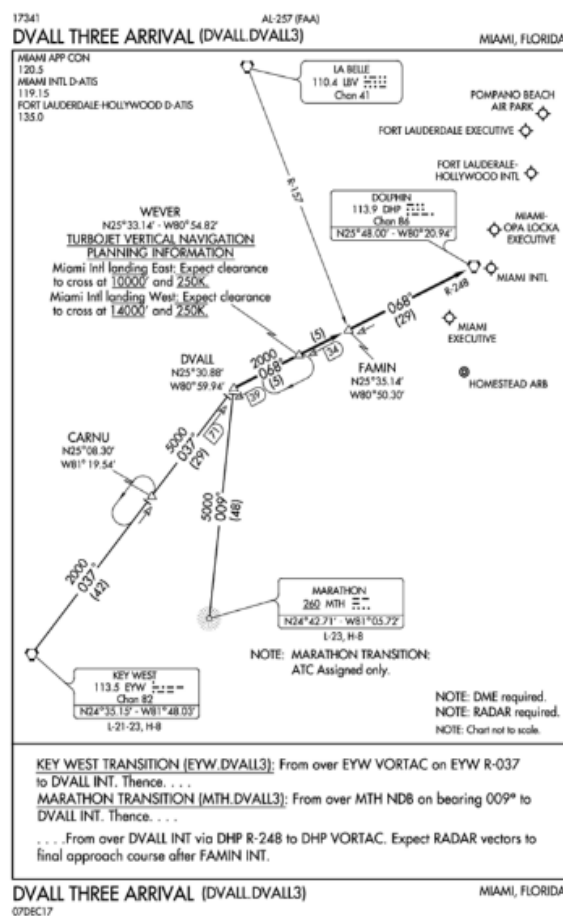 17341
AL-257 (FAA)
DVALL THREE ARRIVAL (DVALL.DVALL3)
MIAMI, FLORIDA
MIAMI APP CON
120.5
MIAMI INTL D-ATIS
119.15
FORT LAUDERDALE-HOLLYWOOD D-ATIS
135.0
LA BELLE
110.4 LBV
Chan 41
POMPANO BEACH
AIR PARK
FORT LAUDERDALE EXECUTIVE
FORT LAUDERALE-
HOLLYWOOD INTL
R-157
DOLPHIN
113.9 DHP
Chan 86
N25°48.00' - W80°20.94'
MIAMI-
OPA LOCKA
EXECUTIVE
MIAMI INTL
R-248
MIAMI
EXECUTIVE
HOMESTEAD ARB
WEVER
N25°33.14' - W80°54.82'
TURBOJET VERTICAL NAVIGATION
PLANNING INFORMATION
Miami Intl landing East: Expect clearance
to cross at 10000' and 250K.
Miami Intl landing West: Expect clearance
to cross at 14000' and 250K.
068°
(29)
(5)
34
2000
068°
(5)
39
FAMIN
N25°35.14'
W80°50.30'
DVALL
N25°30.88'
W80°59.94'
71
5000
037°
(29)
CARNU
N25°08.30'
W81°19.54'
5000
009°
(48)
2000
037°
(42)
MARATHON
260 MTH
N24°42.71' - W81°05.72'
L-23, H-8
NOTE: MARATHON TRANSITION:
ATC Assigned only.
KEY WEST
113.5 EYW
Chan 82
N24°35.15' - W81°48.03'
L-21-23, H-8
NOTE: DME required.
NOTE: RADAR required.
NOTE: Chart not to scale.
KEY WEST TRANSITION (EYW.DVALL3): From over EYW VORTAC on EYW R-037
to DVALL INT. Thence. . . .
MARATHON TRANSITION (MTH.DVALL3): From over MTH NDB on bearing 009° to
DVALL INT. Thence. . . .
. . . .From over DVALL INT via DHP R-248 to DHP VORTAC. Expect RADAR vectors to
final approach course after FAMIN INT.
DVALL THREE ARRIVAL (DVALL.DVALL3)
MIAMI, FLORIDA
07DEC17